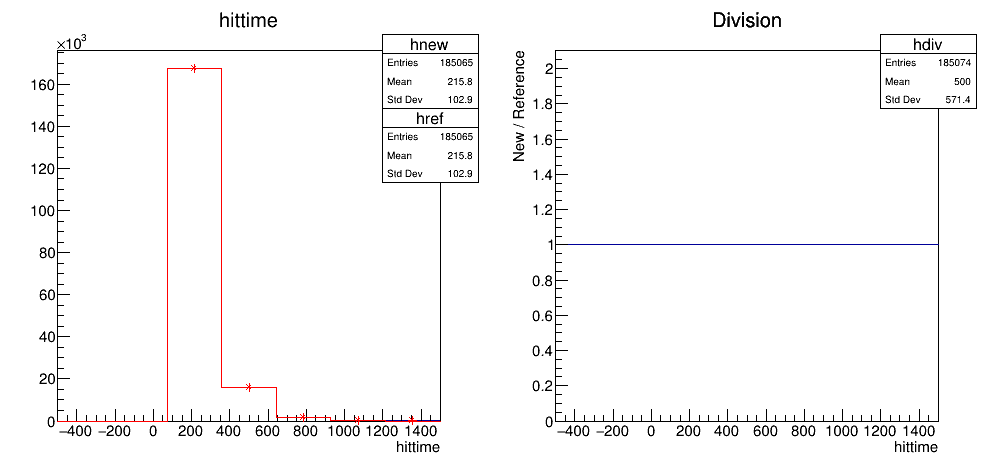 hittime
×10³
hnew
Entries 185065
Mean 215.8
Std Dev 102.9
href
Entries 185065
Mean 215.8
Std Dev 102.9
160
140
120
100
80
60
40
20
0
−400 −200 0 200 400 600 800 1000 1200 1400
hittime
Division
hdiv
Entries 185074
Mean 500
Std Dev 571.4
New / Reference
2
1.8
1.6
1.4
1.2
1
0.8
0.6
0.4
0.2
0
−400 −200 0 200 400 600 800 1000 1200 1400
hittime